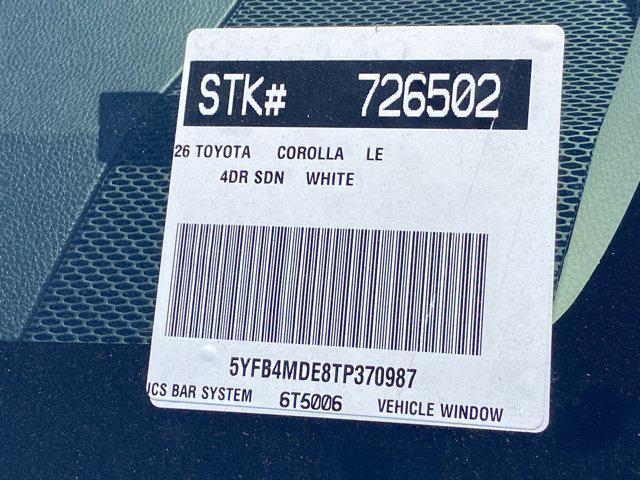 STK# 726502
26 TOYOTA COROLLA LE
4DR SDN WHITE
5YFB4MDE8TP370987
UCS BAR SYSTEM 6T5006 VEHICLE WINDOW